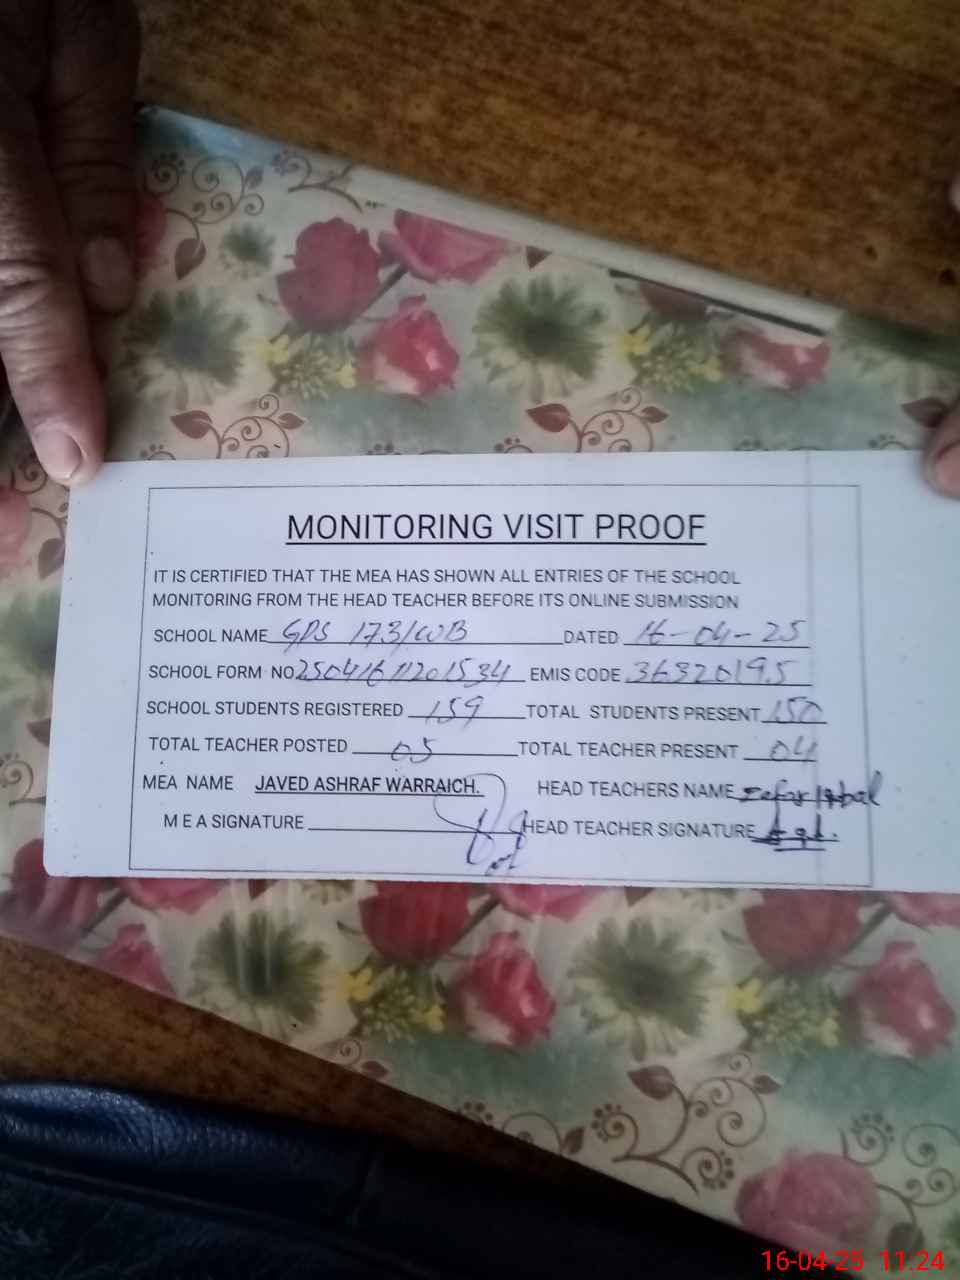 MONITORING VISIT PROOF
IT IS CERTIFIED THAT THE MEA HAS SHOWN ALL ENTRIES OF THE SCHOOL
MONITORING FROM THE HEAD TEACHER BEFORE ITS ONLINE SUBMISSION
SCHOOL NAME GPS 173/WB DATED 16-04-25
SCHOOL FORM NO 25041611201534 EMIS CODE 36320195
SCHOOL STUDENTS REGISTERED 159 TOTAL STUDENTS PRESENT 150
TOTAL TEACHER POSTED 05 TOTAL TEACHER PRESENT 04
MEA NAME JAVED ASHRAF WARRAICH. HEAD TEACHERS NAME Zafar Iqbal
M E A SIGNATURE HEAD TEACHER SIGNATURE
16-04-25 11:24